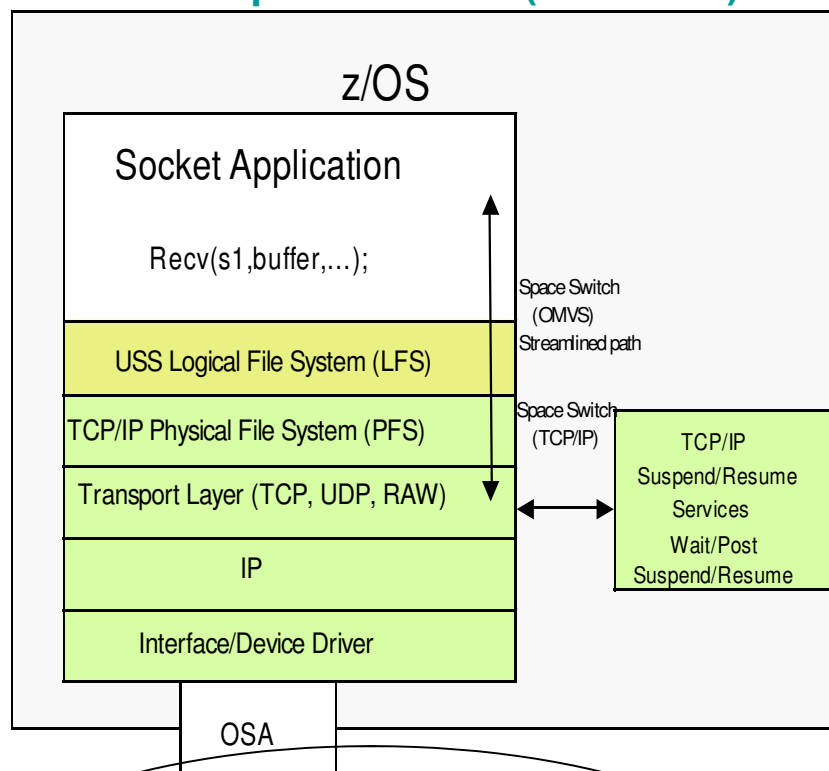 z/OS
Socket Application
Recv(s1,buffer,...);
Space Switch
(OMVS)
Streamlined path
USS Logical File System (LFS)
Space Switch
(TCP/IP)
TCP/IP Physical File System (PFS)
Transport Layer (TCP, UDP, RAW)
TCP/IP
Suspend/Resume
Services
Wait/Post
Suspend/Resume
IP
Interface/Device Driver
OSA